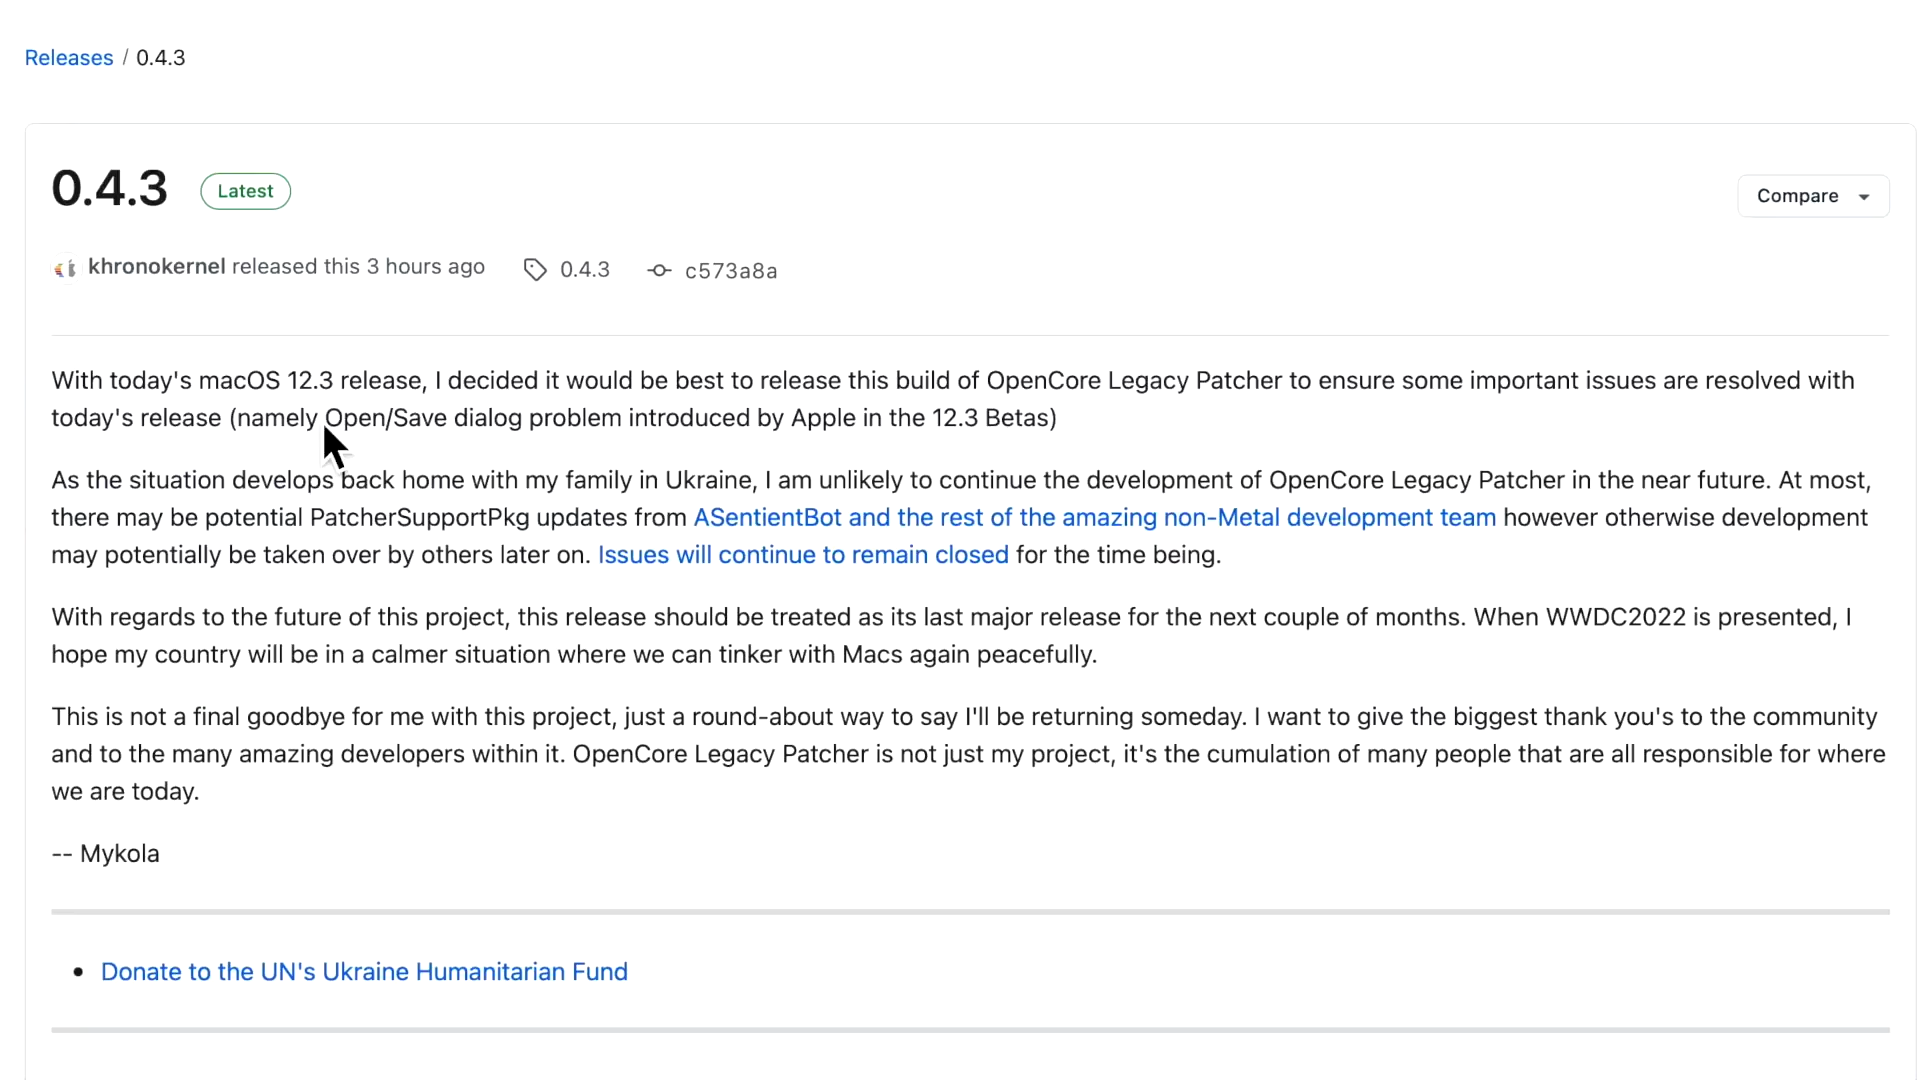 Releases / 0.4.3
0.4.3 Latest
Compare
khronokernel released this 3 hours ago 0.4.3 c573a8a
With today's macOS 12.3 release, I decided it would be best to release this build of OpenCore Legacy Patcher to ensure some important issues are resolved with
today's release (namely Open/Save dialog problem introduced by Apple in the 12.3 Betas)
As the situation develops back home with my family in Ukraine, I am unlikely to continue the development of OpenCore Legacy Patcher in the near future. At most,
there may be potential PatcherSupportPkg updates from ASentientBot and the rest of the amazing non-Metal development team however otherwise development
may potentially be taken over by others later on. Issues will continue to remain closed for the time being.
With regards to the future of this project, this release should be treated as its last major release for the next couple of months. When WWDC2022 is presented, I
hope my country will be in a calmer situation where we can tinker with Macs again peacefully.
This is not a final goodbye for me with this project, just a round-about way to say I'll be returning someday. I want to give the biggest thank you's to the community
and to the many amazing developers within it. OpenCore Legacy Patcher is not just my project, it's the cumulation of many people that are all responsible for where
we are today.
-- Mykola
• Donate to the UN's Ukraine Humanitarian Fund